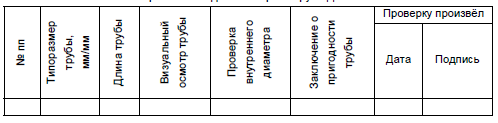 № пп
Типоразмер
трубы,
мм/мм
Длина трубы
Визуальный
осмотр трубы
Проверка
внутреннего
диаметра
Заключение о
пригодности
трубы
Проверку произвёл
Дата
Подпись